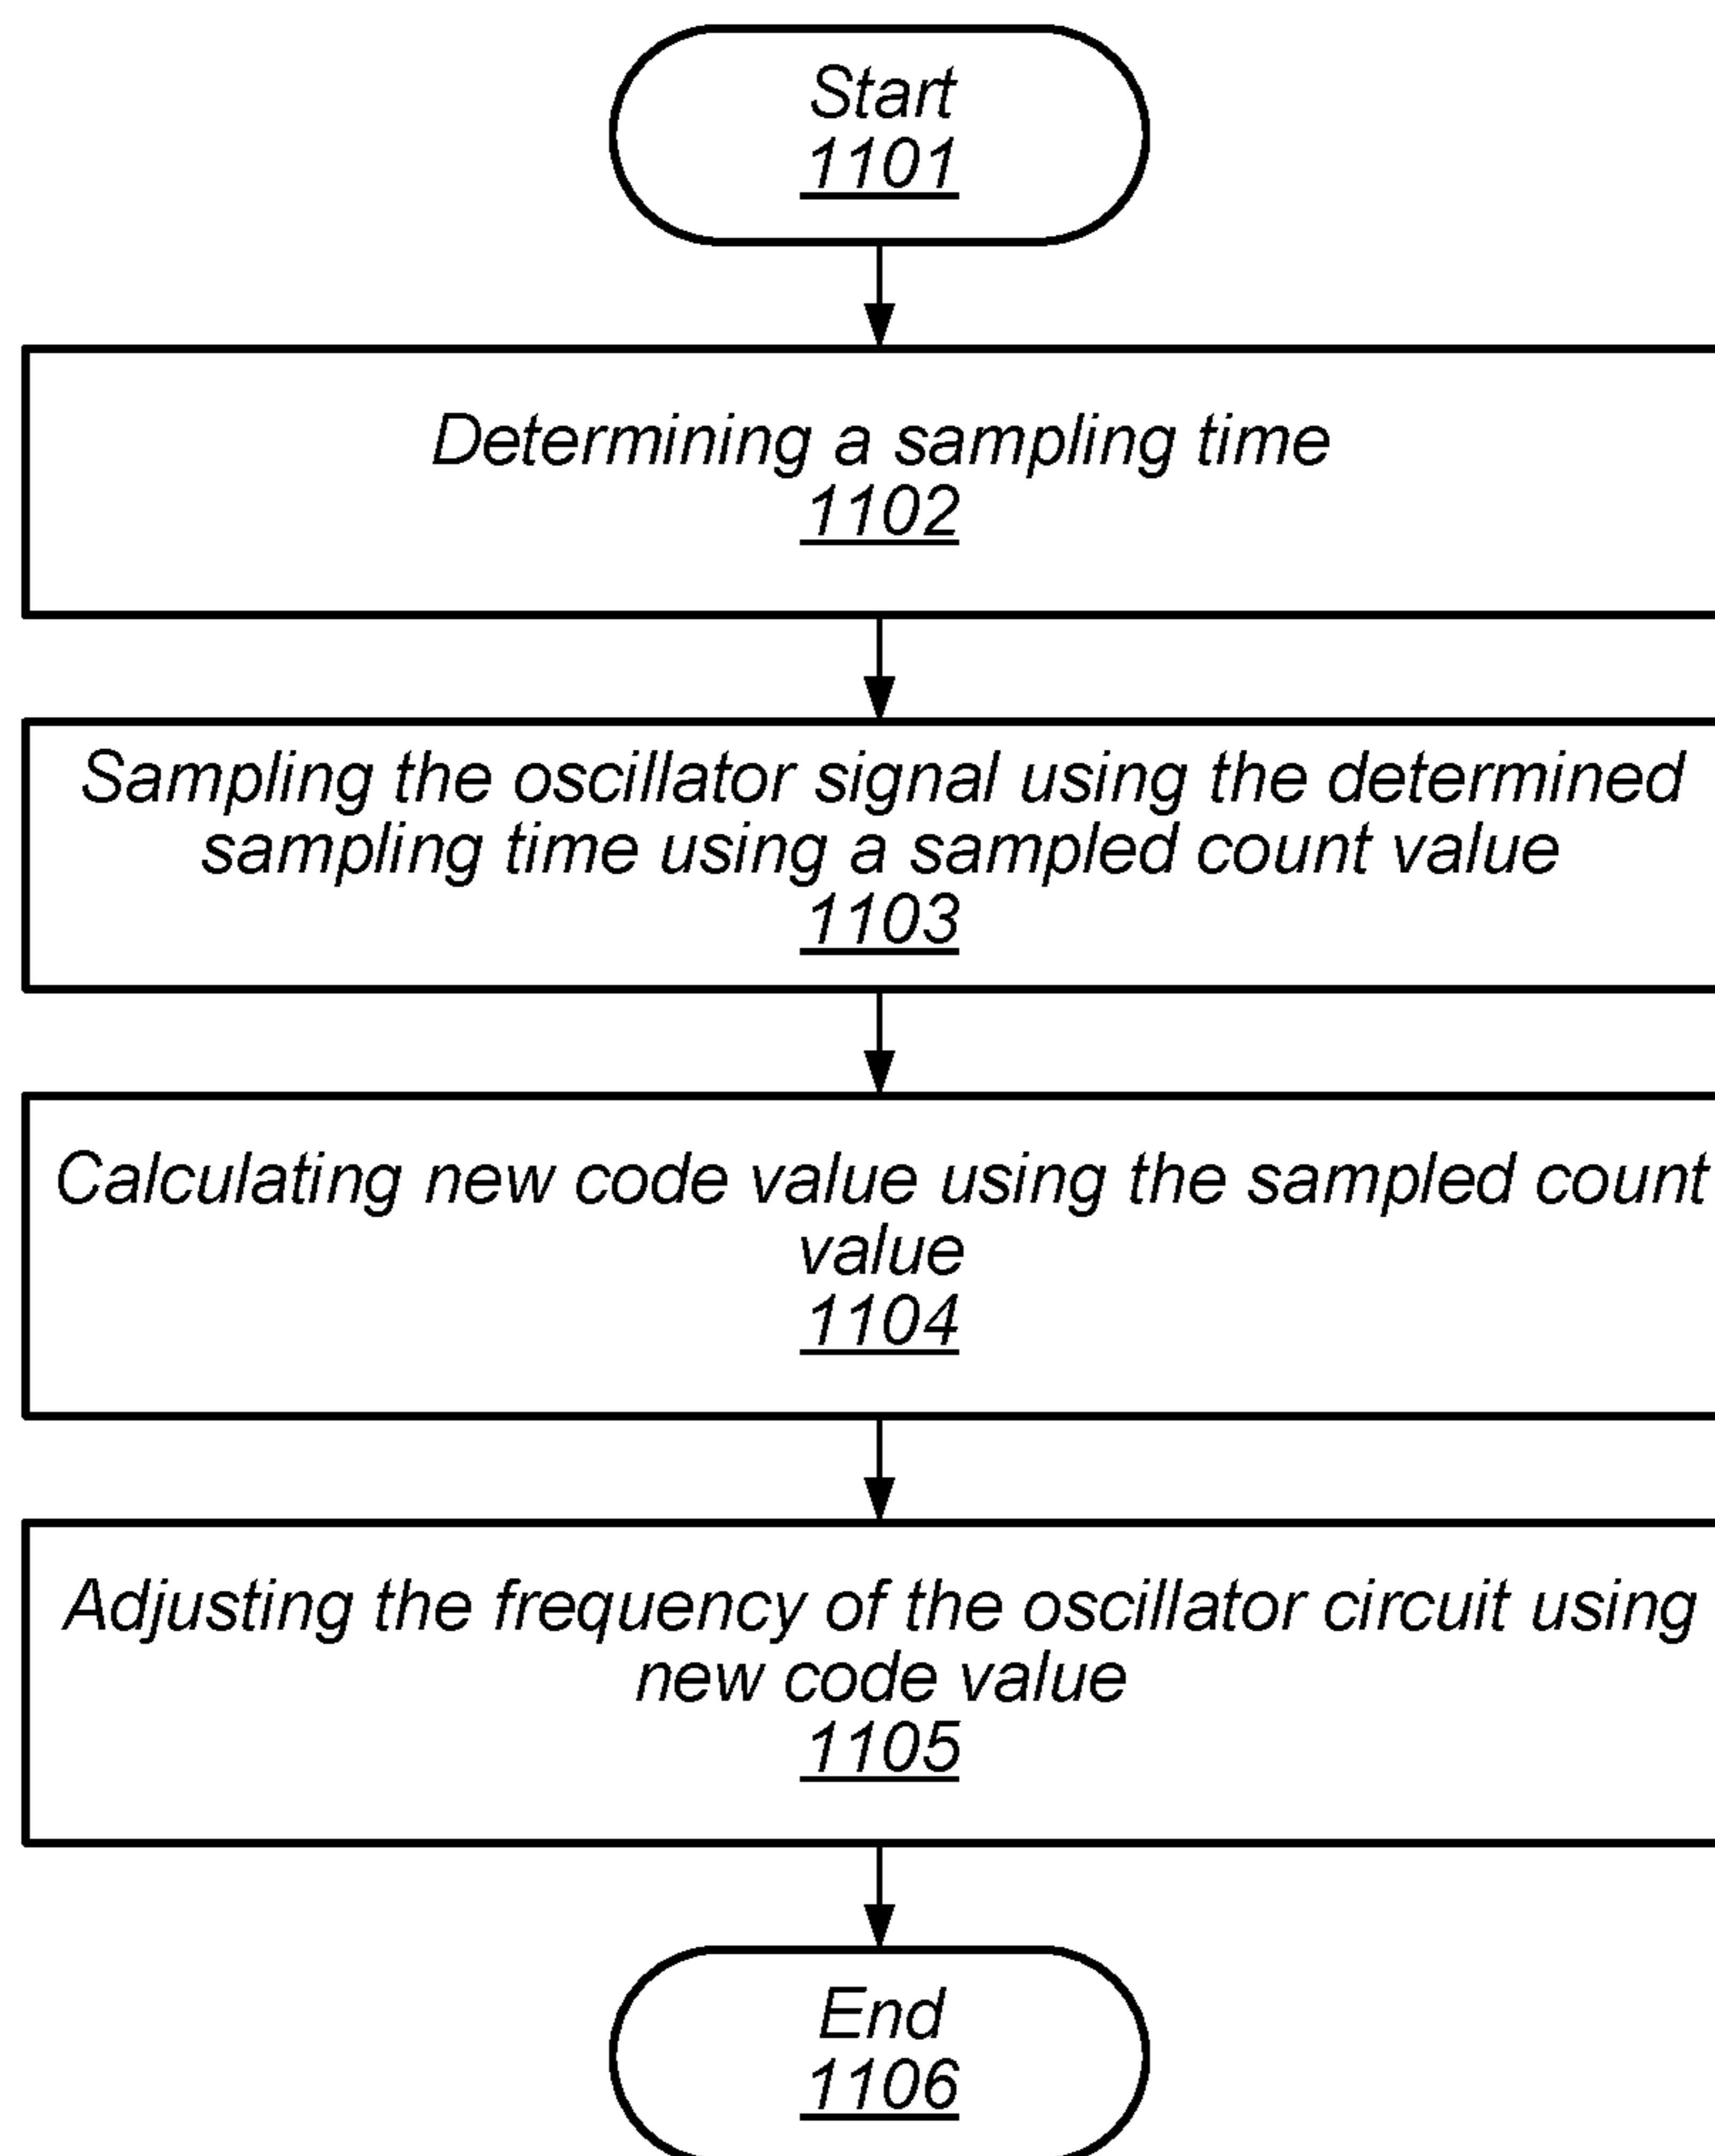 Start
1101
Determining a sampling time
1102
Sampling the oscillator signal using the determined
sampling time using a sampled count value
1103
Calculating new code value using the sampled count
value
1104
Adjusting the frequency of the oscillator circuit using
new code value
1105
End
1106